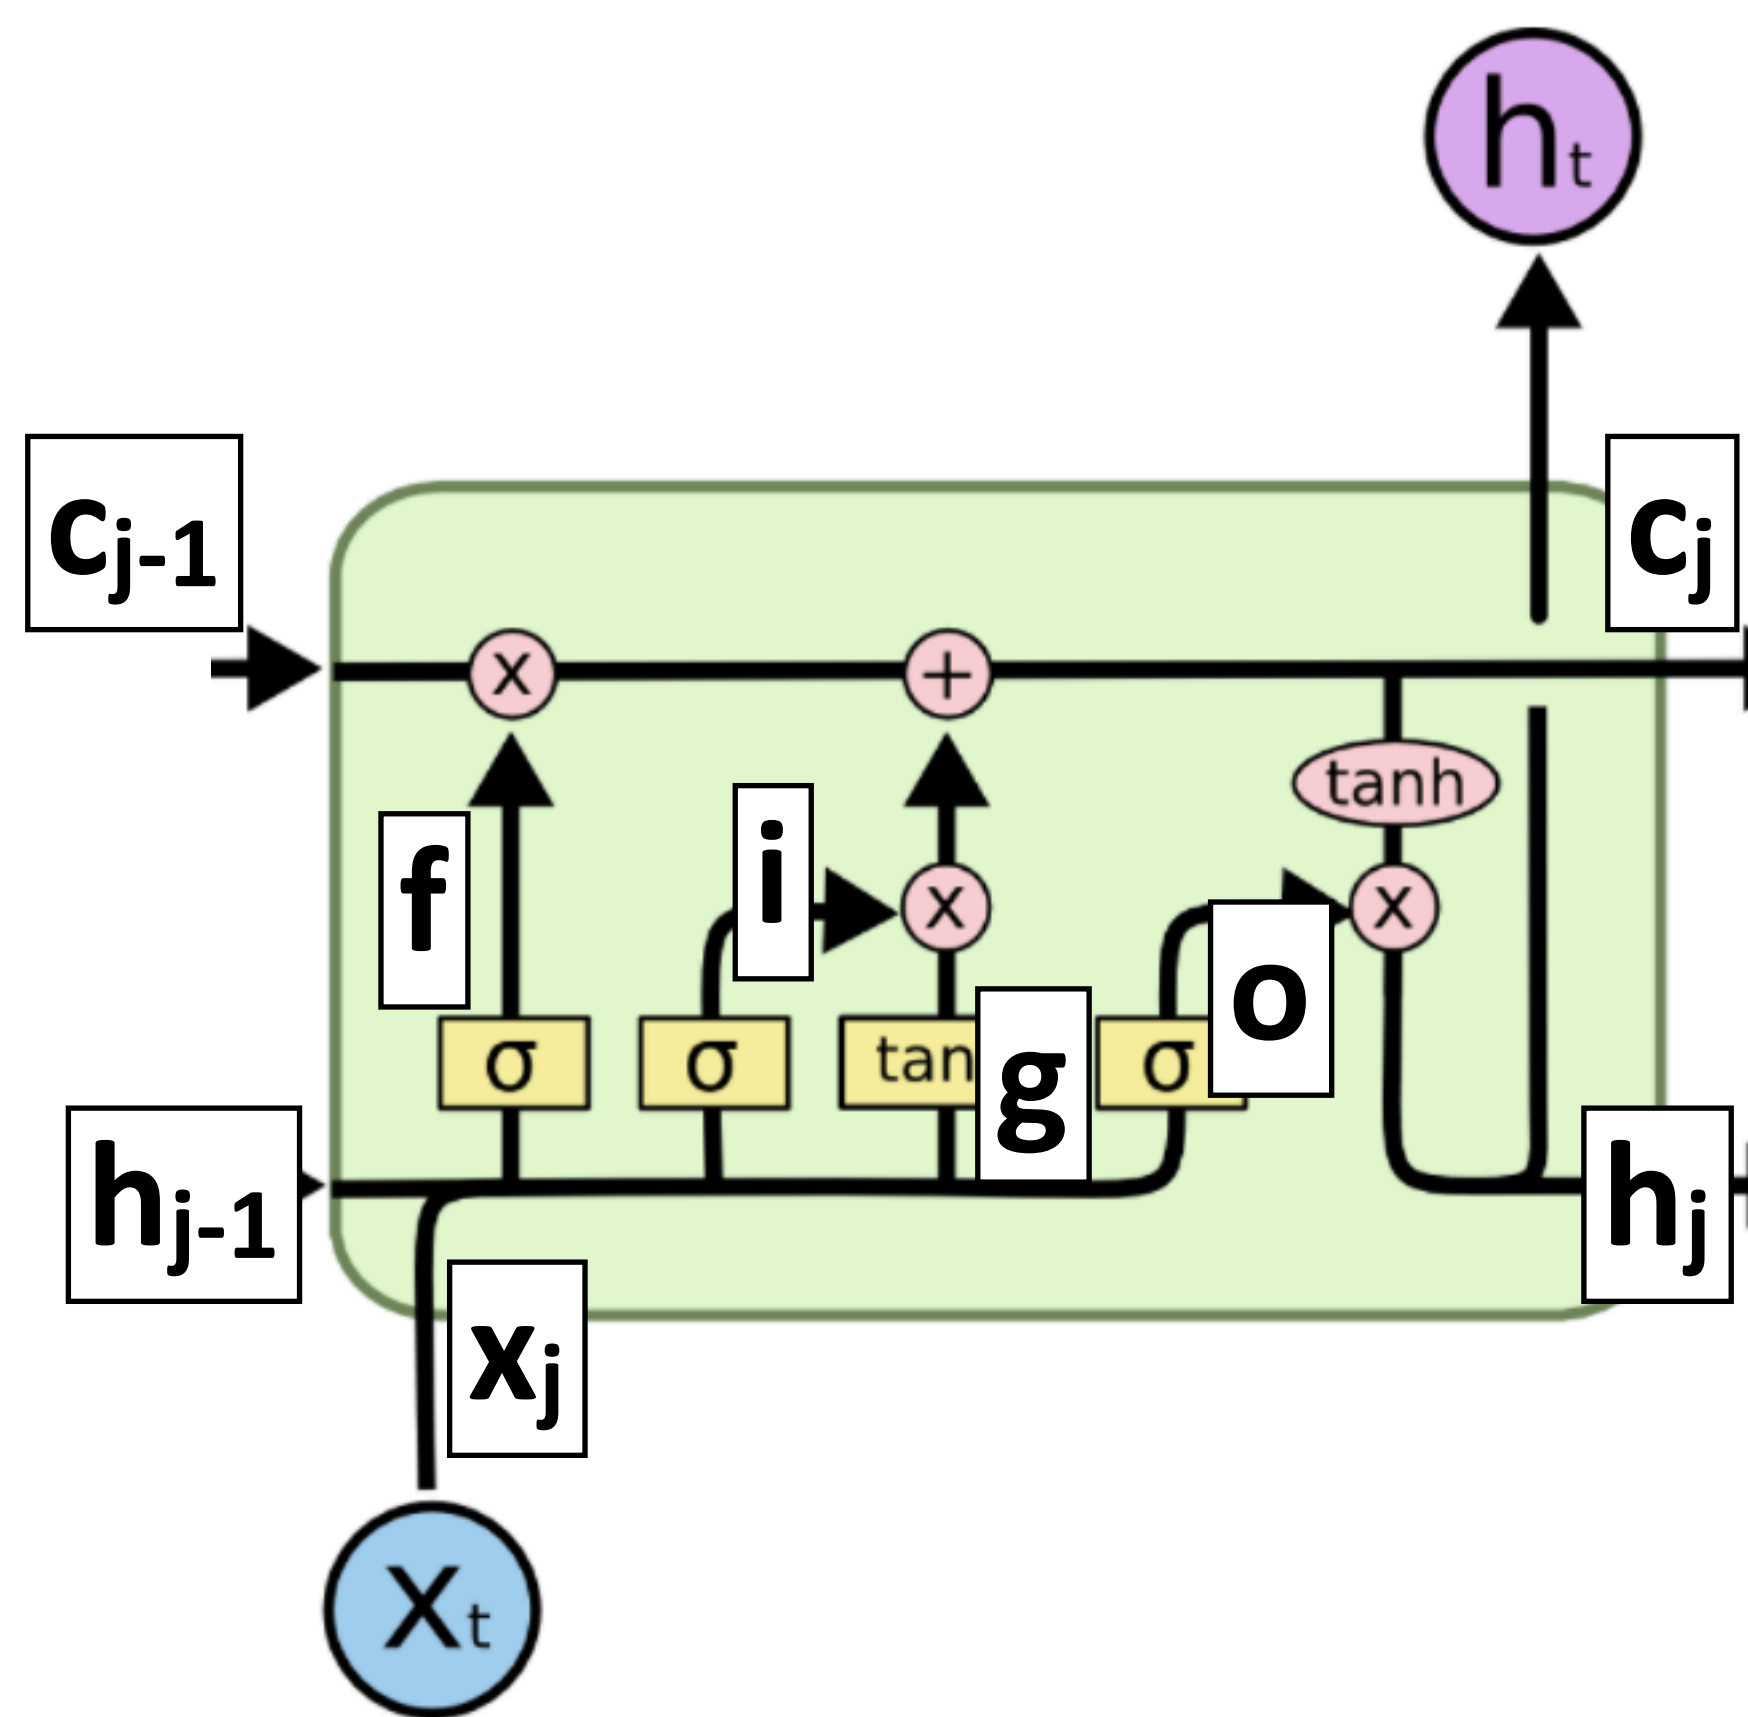 ht
cj-1
cj
x
+
tanh
f
i
x
x
o
σ
σ
tan
g
σ
hj-1
hj
xj
xt